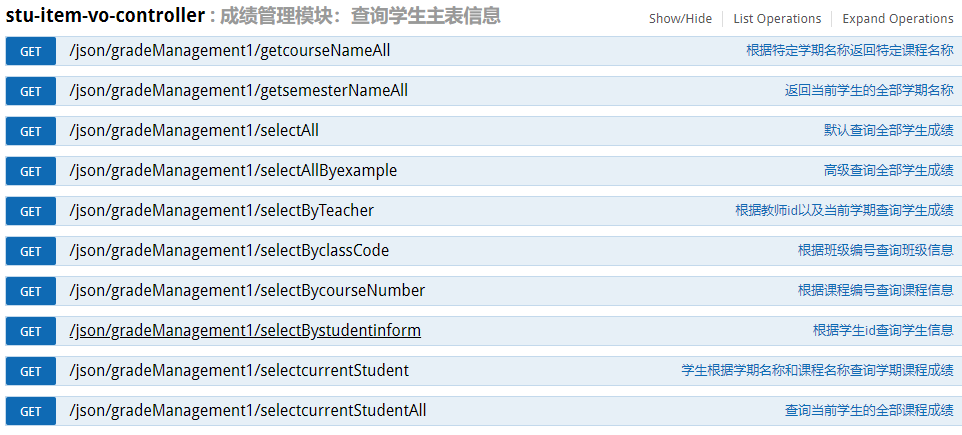 stu-item-vo-controller : 成绩管理模块：查询学生主表信息 Show/Hide List Operations Expand Operations
GET /json/gradeManagement1/getcourseNameAll 根据特定学期名称返回特定课程名称
GET /json/gradeManagement1/getsemesterNameAll 返回当前学生的全部学期名称
GET /json/gradeManagement1/selectAll 默认查询全部学生成绩
GET /json/gradeManagement1/selectAllByexample 高级查询全部学生成绩
GET /json/gradeManagement1/selectByTeacher 根据教师id以及当前学期查询学生成绩
GET /json/gradeManagement1/selectByclassCode 根据班级编号查询班级信息
GET /json/gradeManagement1/selectBycourseNumber 根据课程编号查询课程信息
GET /json/gradeManagement1/selectBystudentinform 根据学生id查询学生信息
GET /json/gradeManagement1/selectcurrentStudent 学生根据学期名称和课程名称查询学期课程成绩
GET /json/gradeManagement1/selectcurrentStudentAll 查询当前学生的全部课程成绩